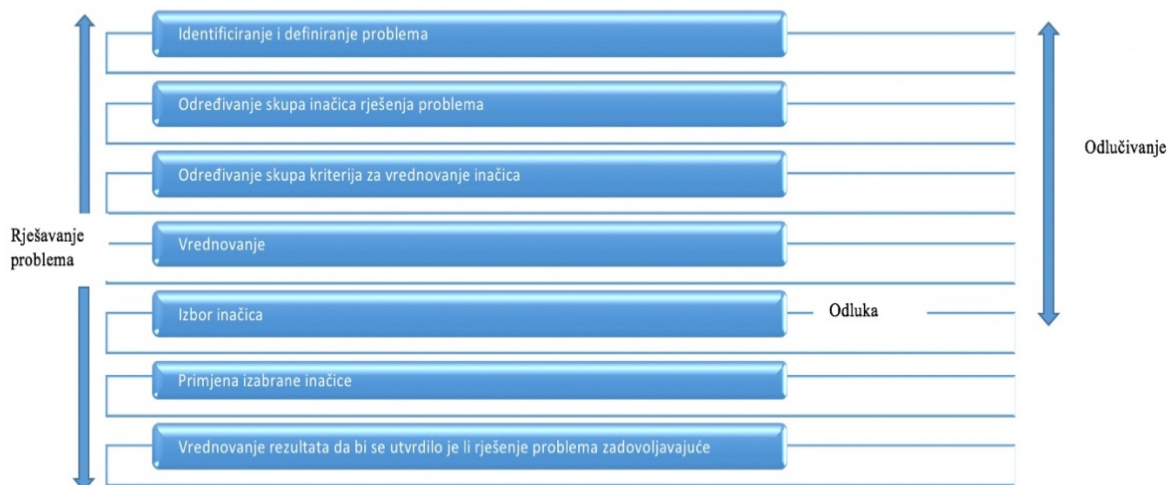 Identificiranje i definiranje problema
Određivanje skupa inačica rješenja problema
Odlučivanje
Određivanje skupa kriterija za vrednovanje inačica
Rješavanje
problema
Vrednovanje
Izbor inačica
Odluka
Primjena izabrane inačice
Vrednovanje rezultata da bi se utvrdilo je li rješenje problema zadovoljavajuće